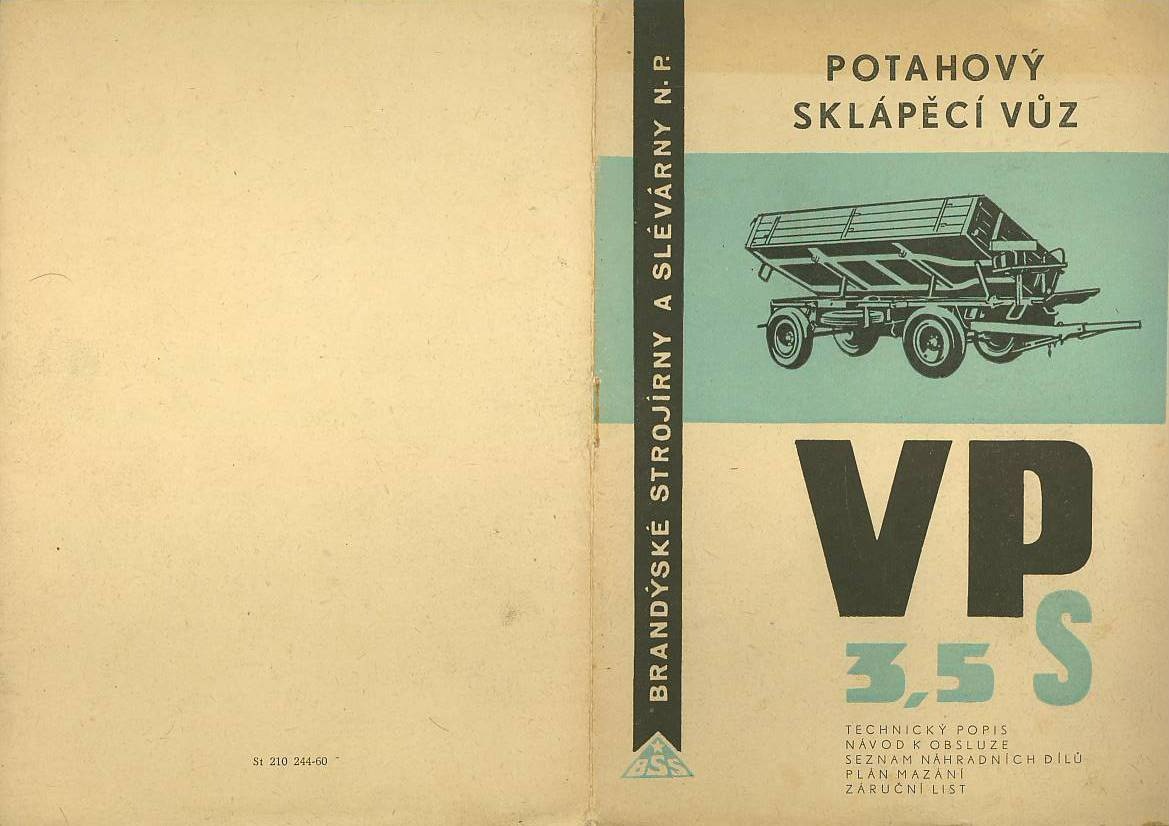 St 210 244-60
BRANDÝSKÉ STROJÍRNY A SLÉVÁRNY N. P.
BSS
POTAHOVÝ
SKLÁPĚCÍ VŮZ
VP
S
3,5
TECHNICKÝ POPIS
NÁVOD K OBSLUZE
SEZNAM NÁHRADNÍCH DÍLŮ
PLÁN MAZÁNÍ
ZÁRUČNÍ LIST